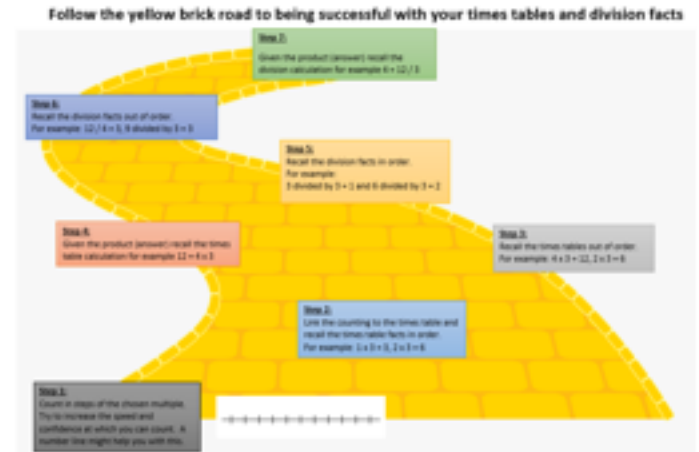 Follow the yellow brick road to being successful with your times tables and division facts
Step 7:
Given the product (answer) recall the
division calculation for example 4 = 12 / 3
Step 6:
Recall the division facts out of order.
For example: 12 / 4 = 3, 9 divided by 3 = 3
Step 5:
Recall the division facts in order.
For example:
3 divided by 3 = 1 and 6 divided by 3 = 2
Step 4:
Given the product (answer) recall the times
table calculation for example 12 = 4 x 3
Step 3:
Recall the times tables out of order.
For example: 4 x 3 = 12, 2 x 3 = 6
Step 2:
Link the counting to the times table and
recall the times table facts in order.
For example: 1 x 3 = 3, 2 x 3 = 6
Step 1:
Count in steps of the chosen multiple.
Try to increase the speed and
confidence at which you can count. A
number line might help you with this.